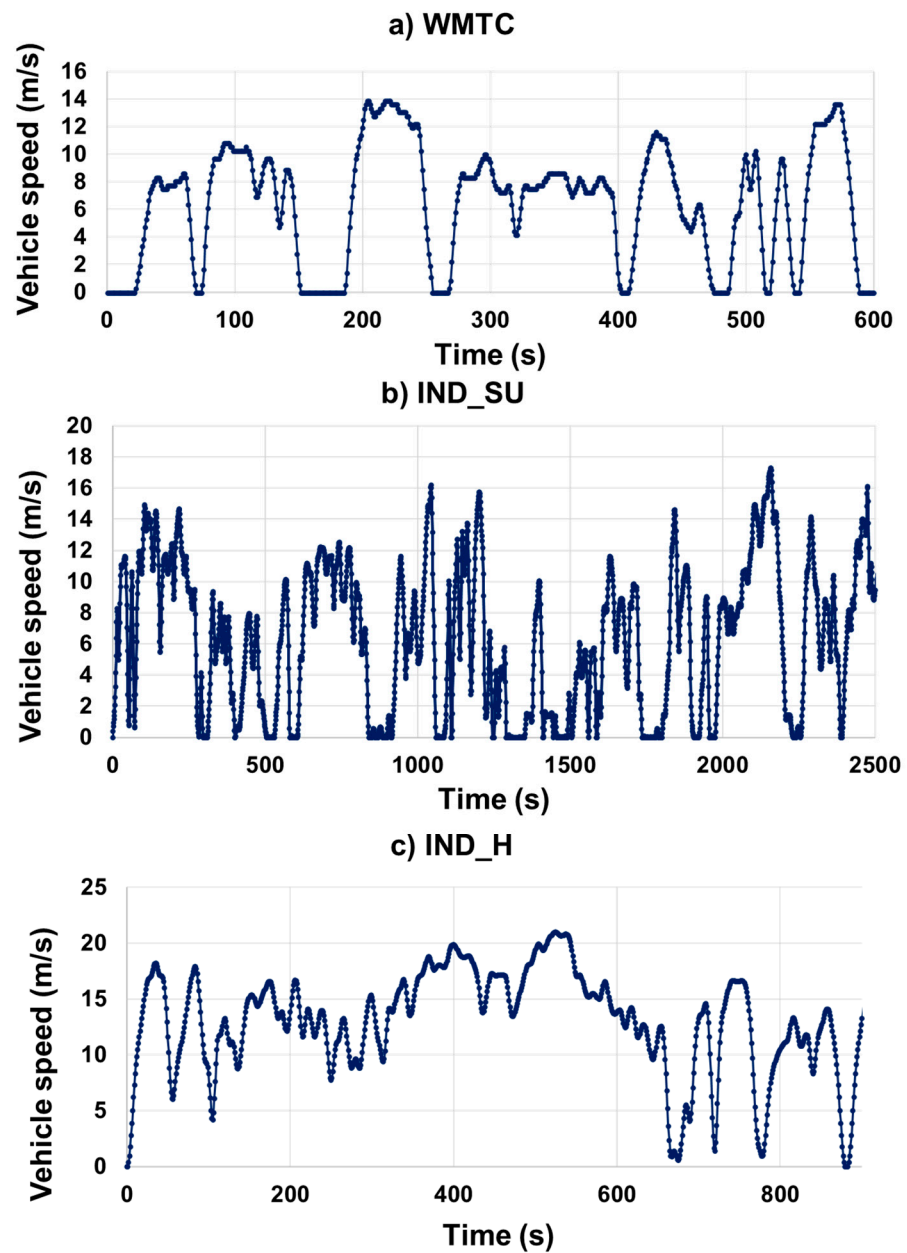 a) WMTC
Vehicle speed (m/s)
16
14
12
10
8
6
4
2
0
0 100 200 300 400 500 600
Time (s)
b) IND_SU
Vehicle speed (m/s)
20
18
16
14
12
10
8
6
4
2
0
0 500 1000 1500 2000 2500
Time (s)
c) IND_H
Vehicle speed (m/s)
25
20
15
10
5
0
0 200 400 600 800
Time (s)